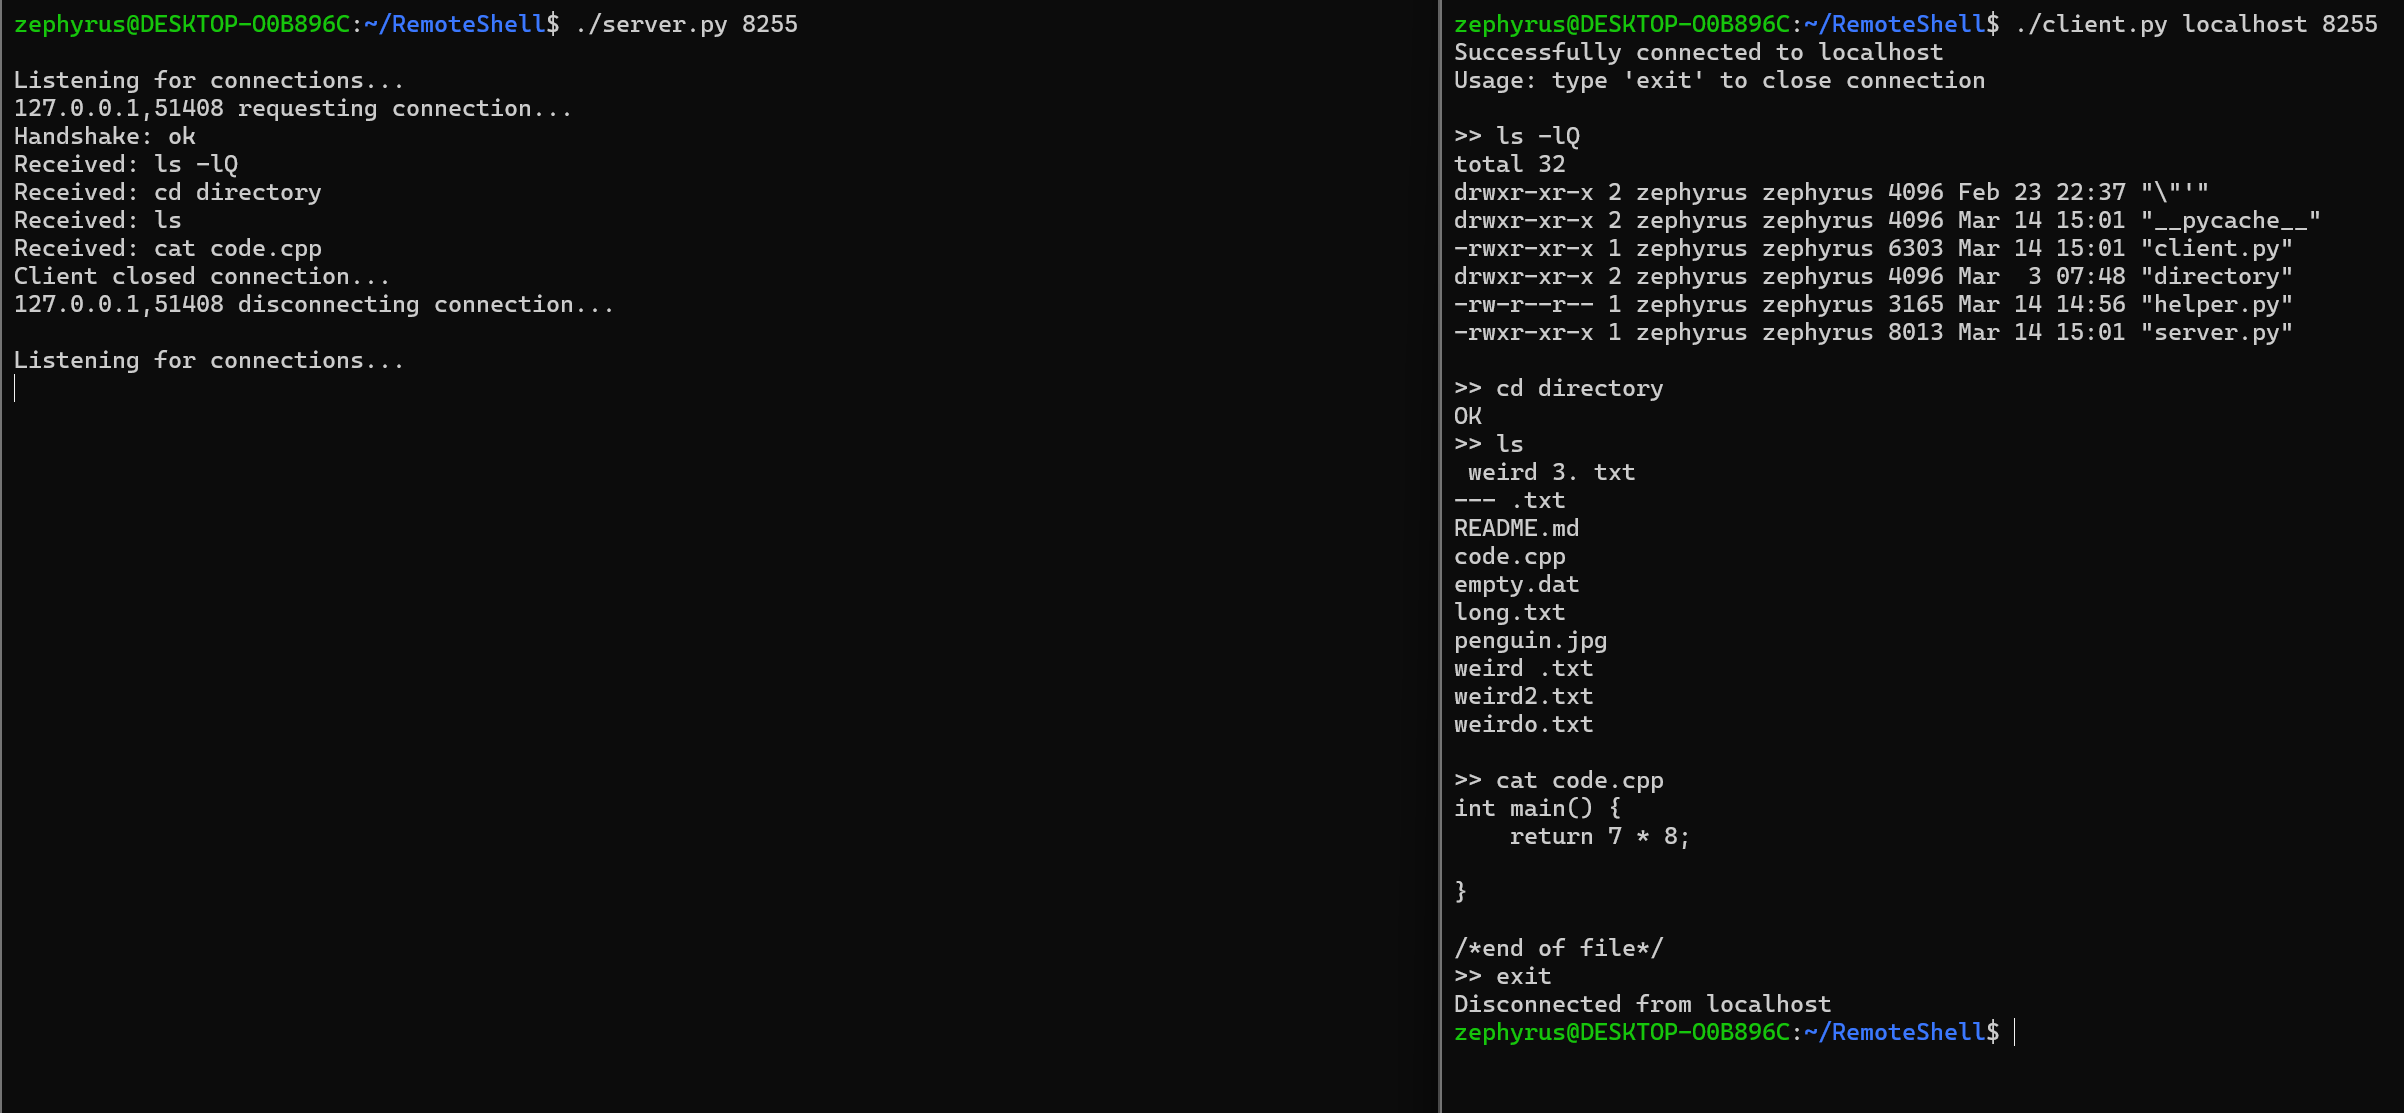 zephyrus@DESKTOP-O0B896C:~/RemoteShell$ ./server.py 8255

Listening for connections...
127.0.0.1,51408 requesting connection...
Handshake: ok
Received: ls -lQ
Received: cd directory
Received: ls
Received: cat code.cpp
Client closed connection...
127.0.0.1,51408 disconnecting connection...

Listening for connections...

zephyrus@DESKTOP-O0B896C:~/RemoteShell$ ./client.py localhost 8255
Successfully connected to localhost
Usage: type 'exit' to close connection

>> ls -lQ
total 32
drwxr-xr-x 2 zephyrus zephyrus 4096 Feb 23 22:37 "\"'"
drwxr-xr-x 2 zephyrus zephyrus 4096 Mar 14 15:01 "__pycache__"
-rwxr-xr-x 1 zephyrus zephyrus 6303 Mar 14 15:01 "client.py"
drwxr-xr-x 2 zephyrus zephyrus 4096 Mar  3 07:48 "directory"
-rw-r--r-- 1 zephyrus zephyrus 3165 Mar 14 14:56 "helper.py"
-rwxr-xr-x 1 zephyrus zephyrus 8013 Mar 14 15:01 "server.py"

>> cd directory
OK
>> ls
 weird 3. txt
--- .txt
README.md
code.cpp
empty.dat
long.txt
penguin.jpg
weird .txt
weird2.txt
weirdo.txt

>> cat code.cpp
int main() {
    return 7 * 8;

}

/*end of file*/
>> exit
Disconnected from localhost
zephyrus@DESKTOP-O0B896C:~/RemoteShell$